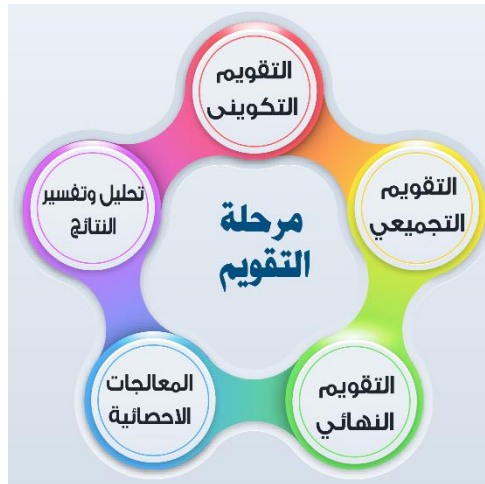 التقويم
التكوينى
التقويم
التجميعي
التقويم
النهائي
المعالجات
الاحصائية
تحليل وتفسير
النتائج
مرحلة
التقويم